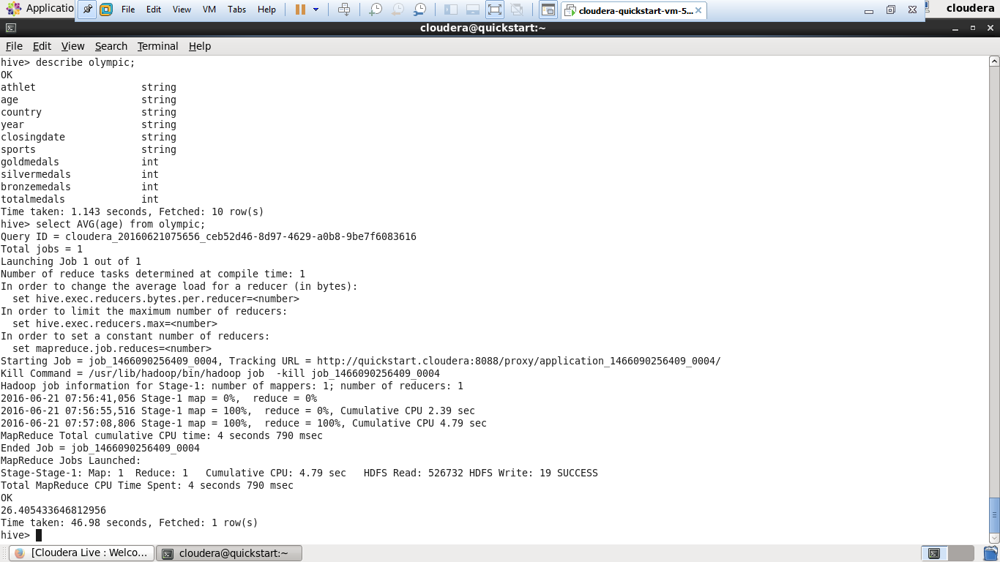 Applicatio File Edit View VM Tabs Help cloudera-quickstart-vm-5... cloudera
cloudera@quickstart:~
File Edit View Search Terminal Help
hive> describe olympic;
OK
athlet                  string
age                     string
country                 string
year                    string
closingdate             string
sports                  string
goldmedals              int
silvermedals            int
bronzemedals            int
totalmedals             int
Time taken: 1.143 seconds, Fetched: 10 row(s)
hive> select AVG(age) from olympic;
Query ID = cloudera_20160621075656_ceb52d46-8d97-4629-a0b8-9be7f6083616
Total jobs = 1
Launching Job 1 out of 1
Number of reduce tasks determined at compile time: 1
In order to change the average load for a reducer (in bytes):
  set hive.exec.reducers.bytes.per.reducer=<number>
In order to limit the maximum number of reducers:
  set hive.exec.reducers.max=<number>
In order to set a constant number of reducers:
  set mapreduce.job.reduces=<number>
Starting Job = job_1466090256409_0004, Tracking URL = http://quickstart.cloudera:8088/proxy/application_1466090256409_0004/
Kill Command = /usr/lib/hadoop/bin/hadoop job  -kill job_1466090256409_0004
Hadoop job information for Stage-1: number of mappers: 1; number of reducers: 1
2016-06-21 07:56:41,056 Stage-1 map = 0%,  reduce = 0%
2016-06-21 07:56:55,516 Stage-1 map = 100%,  reduce = 0%, Cumulative CPU 2.39 sec
2016-06-21 07:57:08,806 Stage-1 map = 100%,  reduce = 100%, Cumulative CPU 4.79 sec
MapReduce Total cumulative CPU time: 4 seconds 790 msec
Ended Job = job_1466090256409_0004
MapReduce Jobs Launched:
Stage-Stage-1: Map: 1  Reduce: 1   Cumulative CPU: 4.79 sec   HDFS Read: 526732 HDFS Write: 19 SUCCESS
Total MapReduce CPU Time Spent: 4 seconds 790 msec
OK
26.405433646812956
Time taken: 46.98 seconds, Fetched: 1 row(s)
hive>
[Cloudera Live : Welco... cloudera@quickstart:~